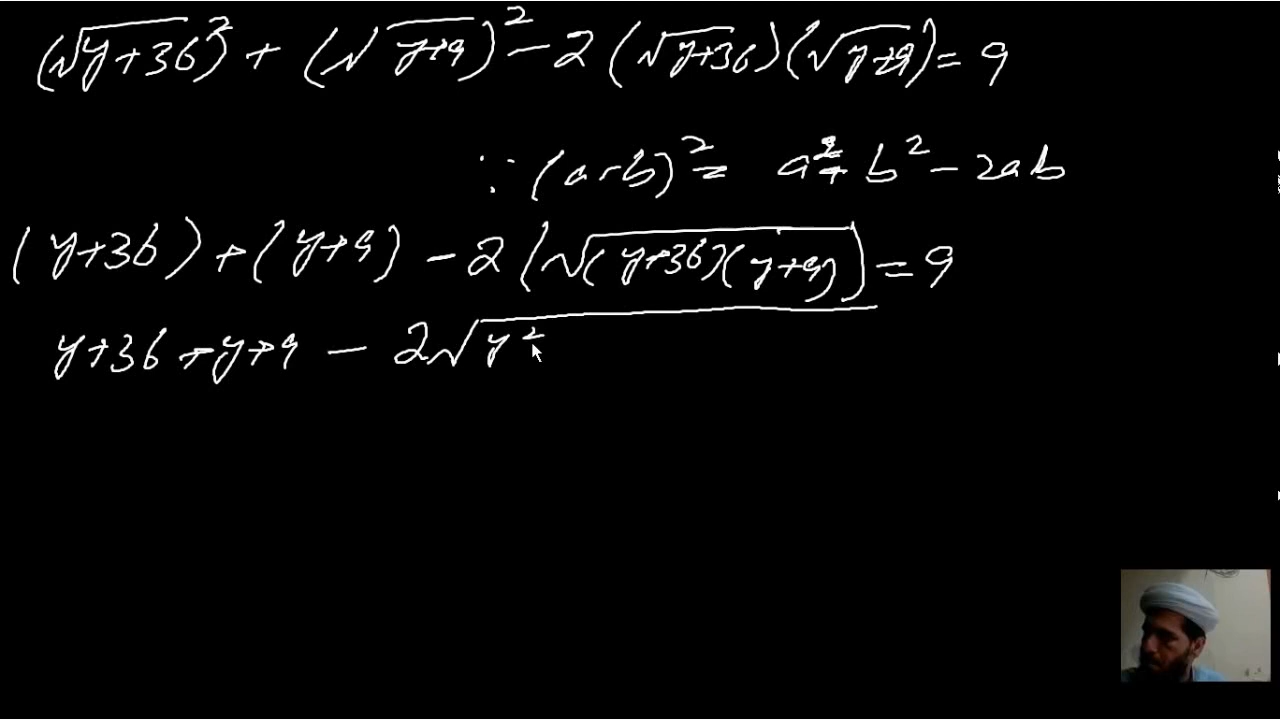 (√y+36)² + (√y+9)² − 2(√y+36)(√y+9) = 9
∵ (a-b)² = a² + b² − 2ab
(y+36) + (y+9) − 2(√(y+36)(y+9)) = 9
y+36 + y+9 − 2√y²